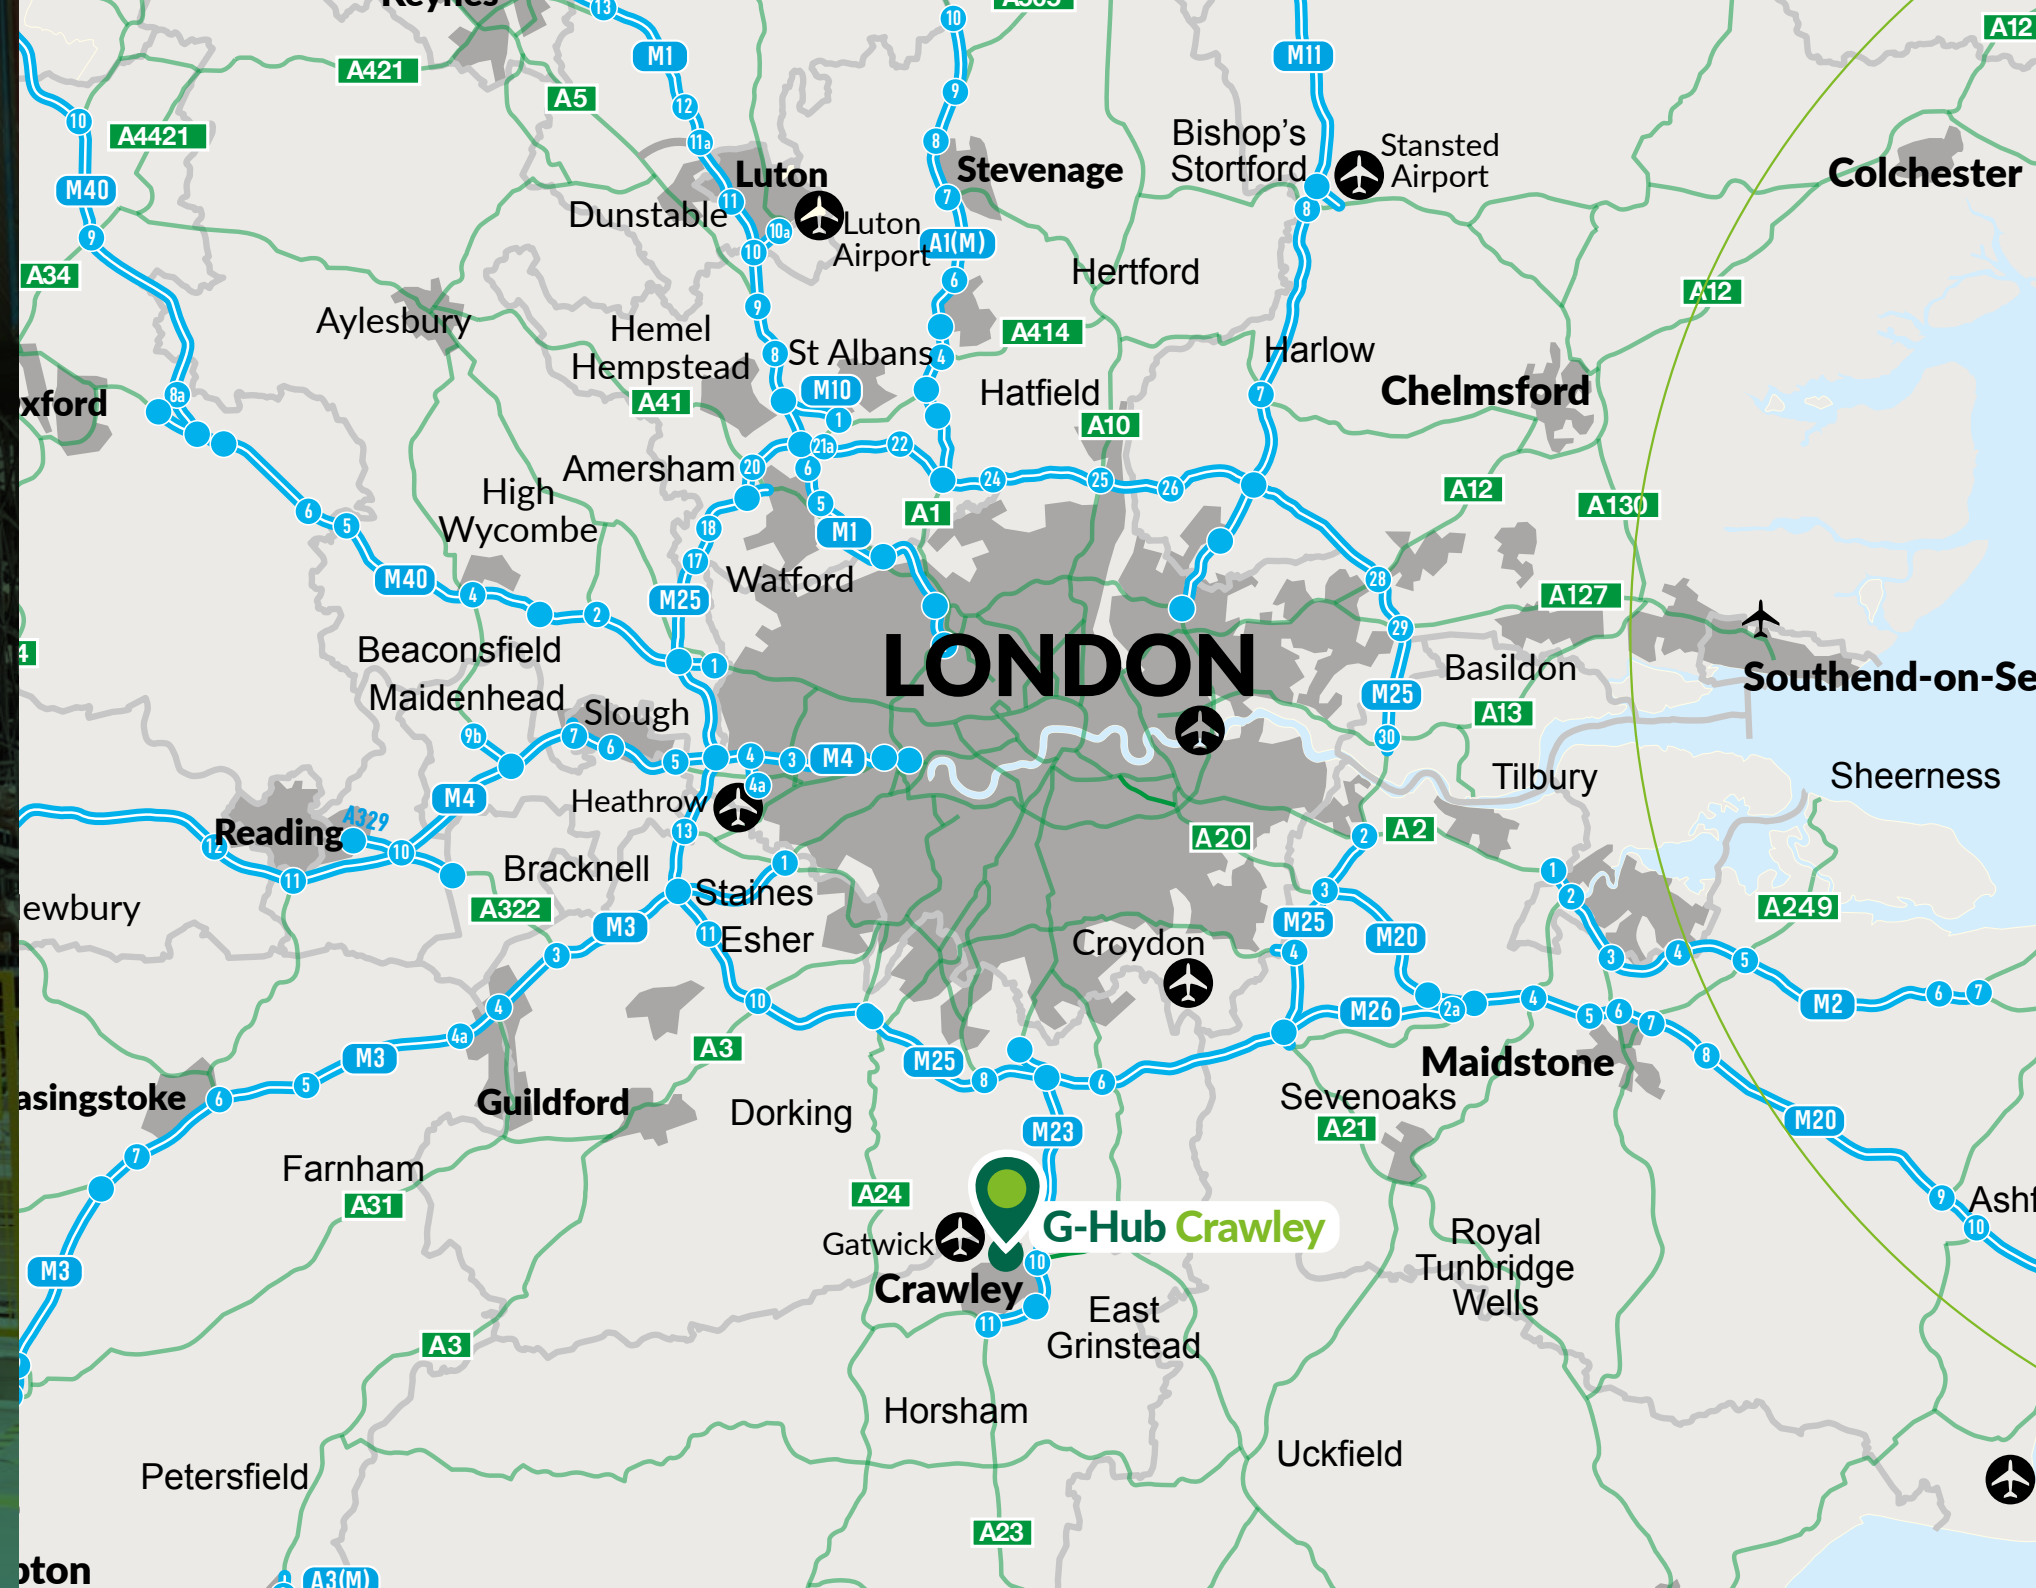 13
10
M1
M11
A12
A421
A5
9
12
10
11a
8
A4421
Bishop's
Stortford
Stansted
Airport
Luton
Stevenage
Colchester
M40
11
7
8
Dunstable
Luton
Airport
10a
A1(M)
9
10
Hertford
A34
6
A12
9
Aylesbury
Hemel
Hempstead
A414
8
St Albans
4
Harlow
M10
Hatfield
7
Chelmsford
8a
A41
1
A10
21a
22
Amersham
20
6
24
25
26
High
Wycombe
A12
A130
6
5
5
A1
18
M1
17
Watford
28
M40
4
M25
A127
2
29
LONDON
Beaconsfield
1
Basildon
Southend-on-Se
Maidenhead
M25
Slough
A13
9b
7
6
30
5
4
3
M4
Tilbury
Sheerness
4a
M4
Heathrow
A329
Reading
13
A20
2
A2
12
10
11
Bracknell
1
1
Staines
3
2
A322
M3
M25
A249
11
Esher
Croydon
M20
4
3
4
5
3
10
4
M26
2a
4
5
6
7
M2
6
7
4a
A3
M3
M25
Maidstone
8
5
8
6
Sevenoaks
6
Guildford
Dorking
M23
A21
M20
7
Farnham
A31
A24
9
10
G-Hub Crawley
Gatwick
Royal
Tunbridge
Wells
M3
10
Crawley
11
East
Grinstead
A3
Horsham
Uckfield
Petersfield
A23
A3(M)